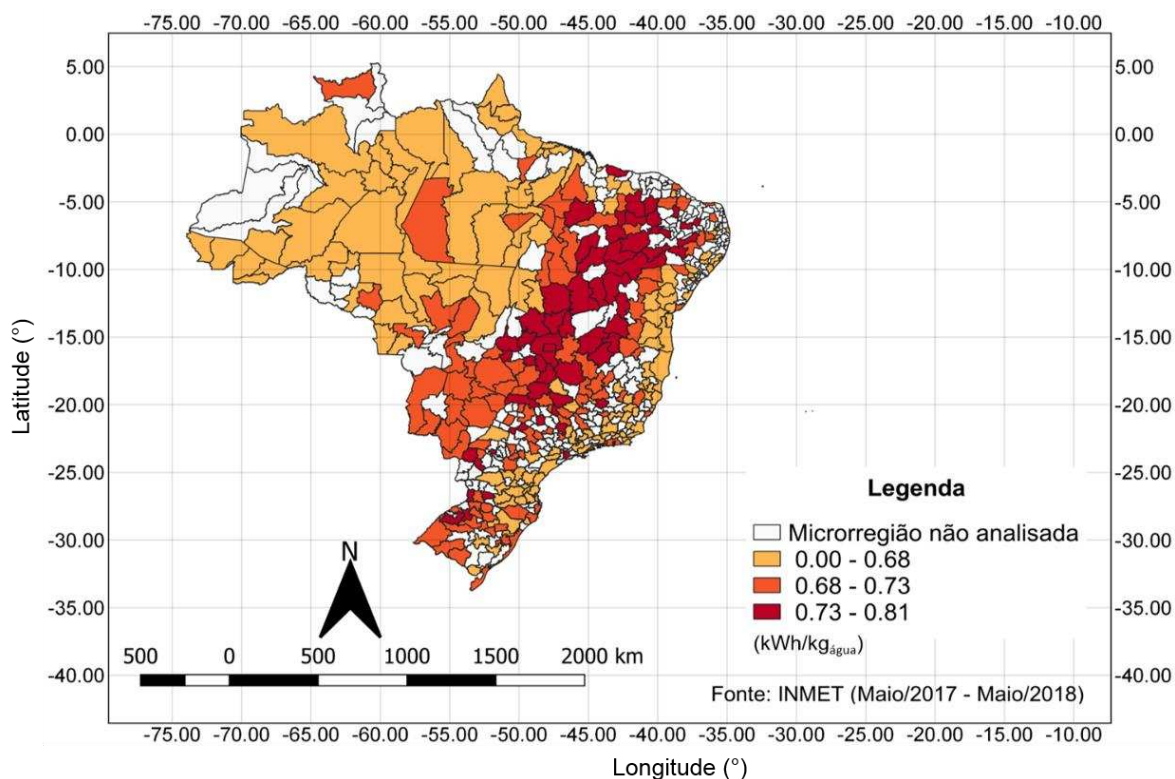 -75.00 -70.00 -65.00 -60.00 -55.00 -50.00 -45.00 -40.00 -35.00 -30.00 -25.00 -20.00 -15.00 -10.00
5.00 5.00
0.00 0.00
-5.00 -5.00
-10.00 -10.00
-15.00 -15.00
Latitude (°)
-20.00 -20.00
-25.00 -25.00
Legenda
Microrregião não analisada
-30.00 -30.00
N
0.00 - 0.68
0.68 - 0.73
-35.00 -35.00
0.73 - 0.81
(kWh/kgágua)
500 0 500 1000 1500 2000 km
-40.00 -40.00
Fonte: INMET (Maio/2017 - Maio/2018)
-75.00 -70.00 -65.00 -60.00 -55.00 -50.00 -45.00 -40.00 -35.00 -30.00 -25.00 -20.00 -15.00 -10.00
Longitude (°)